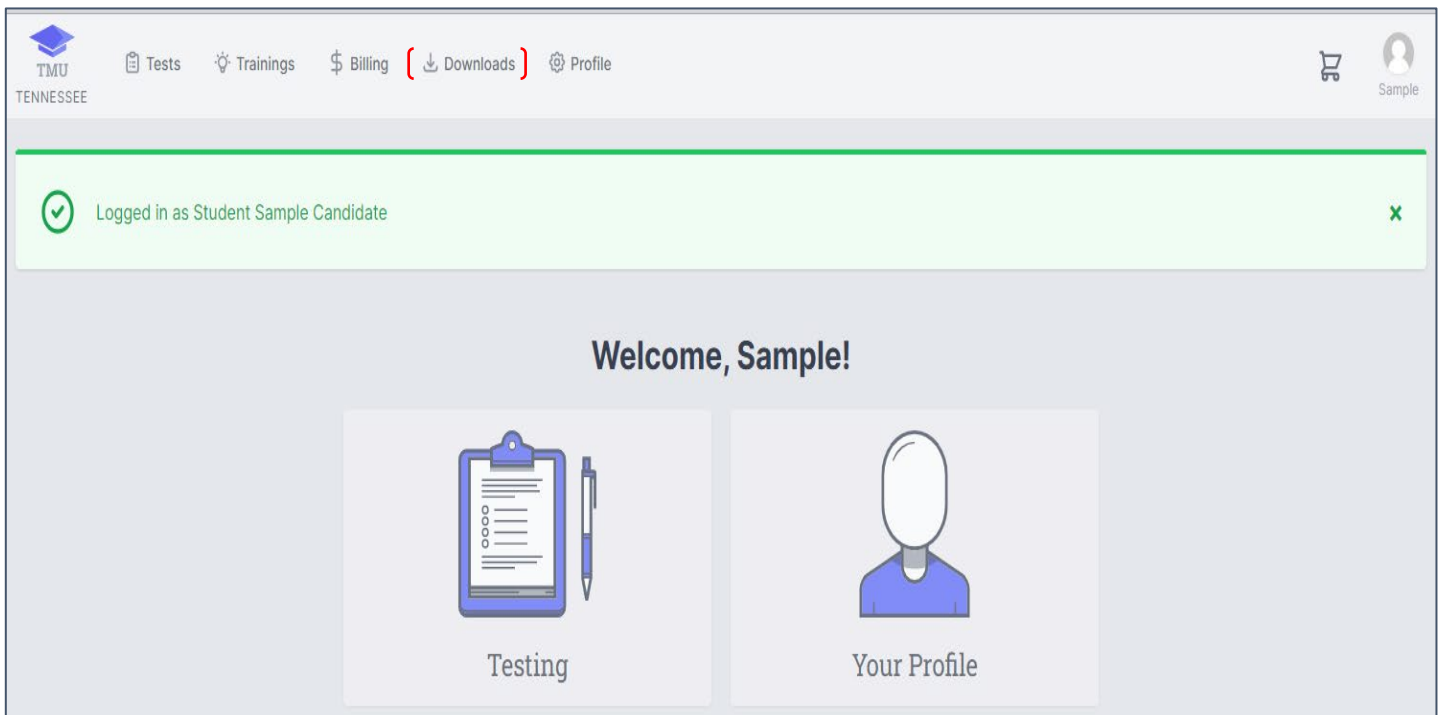 TMU
TENNESSEE
Tests Trainings $ Billing Downloads Profile
Sample
Logged in as Student Sample Candidate
Welcome, Sample!
Testing
Your Profile